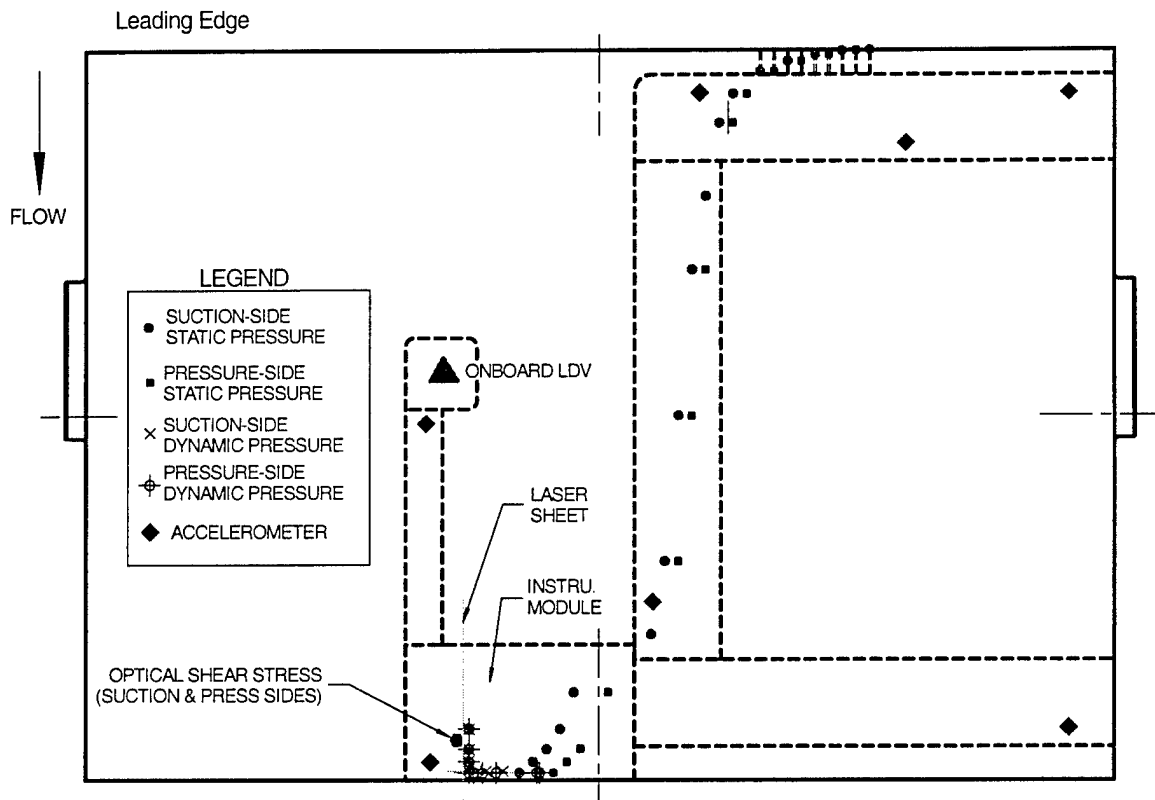 Leading Edge
FLOW
LEGEND
SUCTION-SIDE
STATIC PRESSURE
PRESSURE-SIDE
STATIC PRESSURE
SUCTION-SIDE
DYNAMIC PRESSURE
PRESSURE-SIDE
DYNAMIC PRESSURE
ACCELEROMETER
ONBOARD LDV
LASER
SHEET
INSTRU.
MODULE
OPTICAL SHEAR STRESS
(SUCTION & PRESS SIDES)